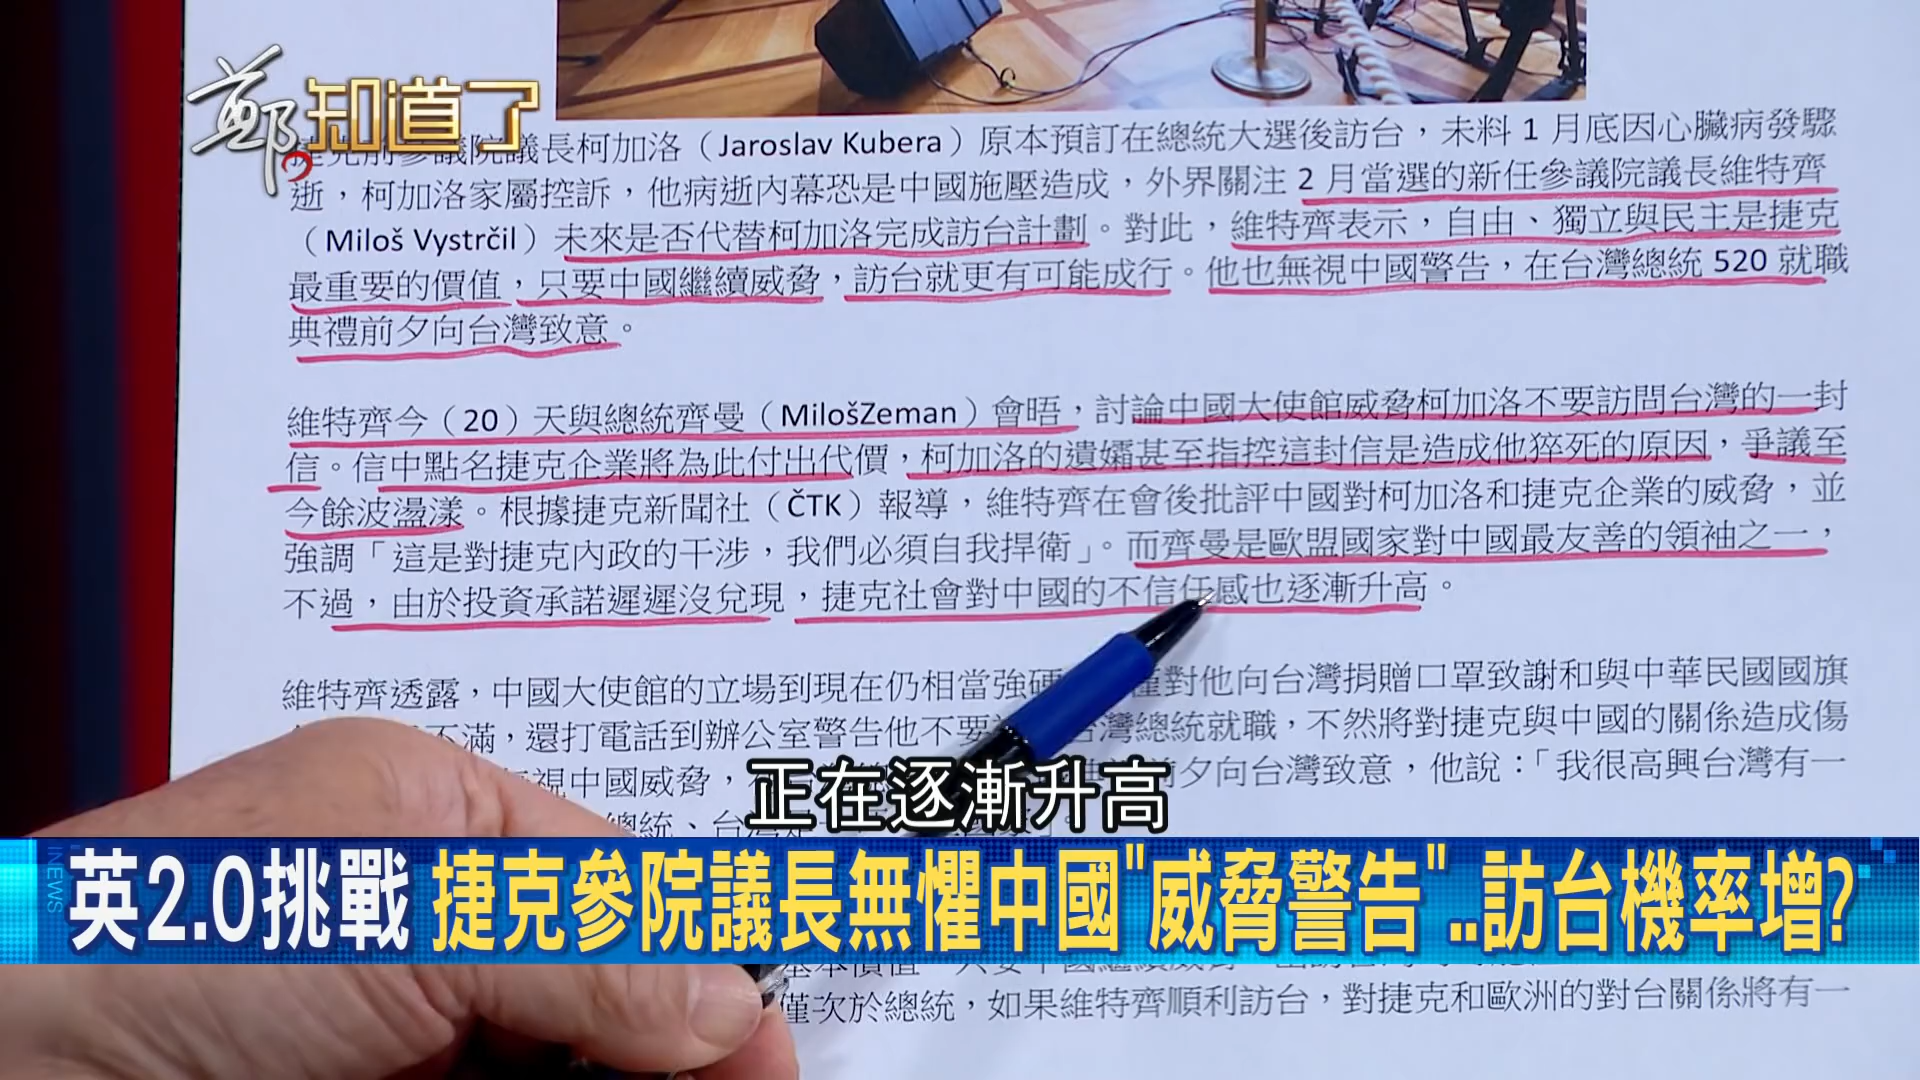 鄭知道了
捷克前參議院議長柯加洛（Jaroslav Kubera）原本預訂在總統大選後訪台，未料 1 月底因心臟病發驟
逝，柯加洛家屬控訴，他病逝內幕恐是中國施壓造成，外界關注 2 月當選的新任參議院議長維特齊
（Miloš Vystrčil）未來是否代替柯加洛完成訪台計劃。對此，維特齊表示，自由、獨立與民主是捷克
最重要的價值，只要中國繼續威脅，訪台就更有可能成行。他也無視中國警告，在台灣總統 520 就職
典禮前夕向台灣致意。
維特齊今（20）天與總統齊曼（MilošZeman）會晤，討論中國大使館威脅柯加洛不要訪問台灣的一封
信。信中點名捷克企業將為此付出代價，柯加洛的遺孀甚至指控這封信是造成他猝死的原因，爭議至
今餘波盪漾。根據捷克新聞社（ČTK）報導，維特齊在會後批評中國對柯加洛和捷克企業的威脅，並
強調「這是對捷克內政的干涉，我們必須自我捍衛」。而齊曼是歐盟國家對中國最友善的領袖之一，
不過，由於投資承諾遲遲沒兌現，捷克社會對中國的不信任感也逐漸升高。
維特齊透露，中國大使館的立場到現在仍相當強硬 對他向台灣捐贈口罩致謝和與中華民國國旗
不滿，還打電話到辦公室警告他不要 台灣總統就職，不然將對捷克與中國的關係造成傷
視中國威脅， 前夕向台灣致意，他說：「我很高興台灣有一
總統、台灣是
正在逐漸升高
NEWS
英2.0挑戰 捷克參院議長無懼中國"威脅警告"..訪台機率增?
僅次於總統，如果維特齊順利訪台，對捷克和歐洲的對台關係將有一